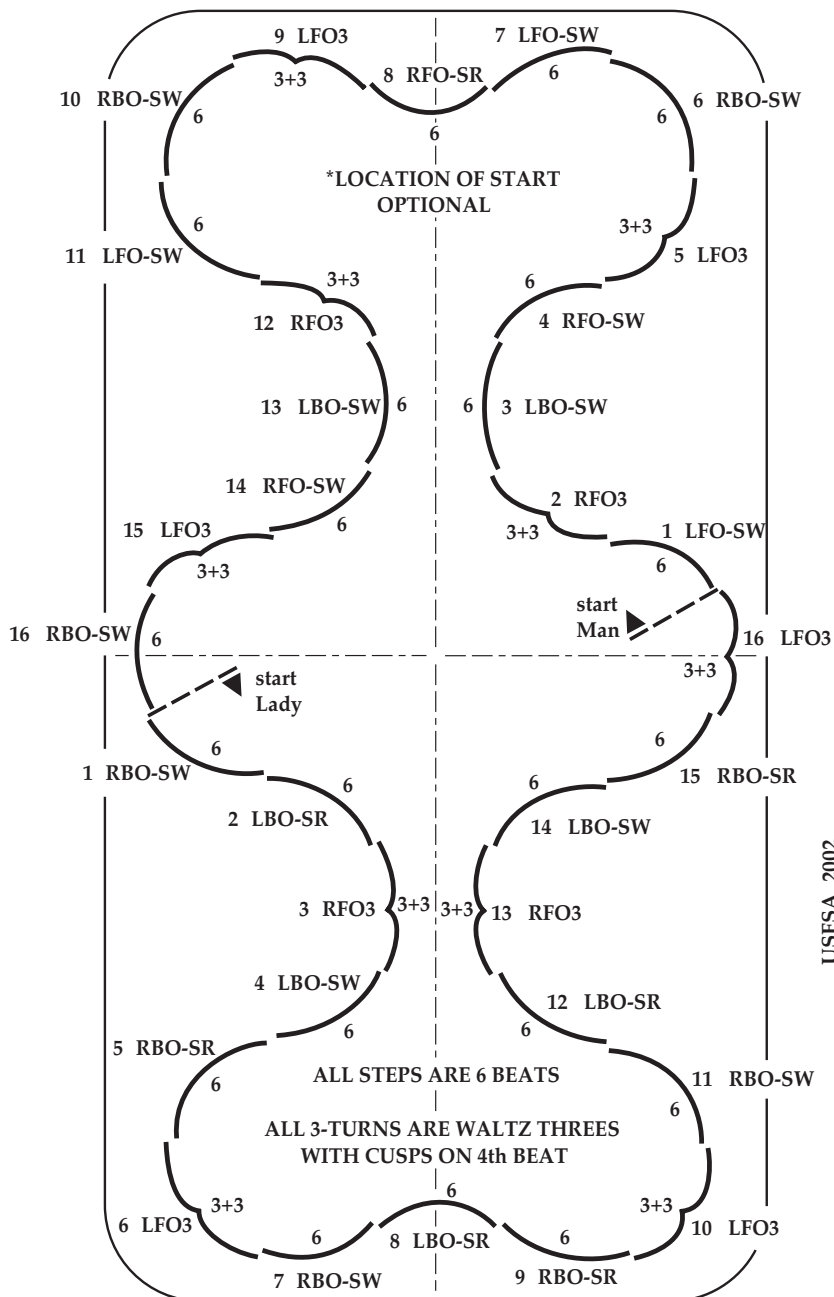 9 LFO3
7 LFO-SW
3+3
8 RFO-SR
6
10 RBO-SW
6
6
6 RBO-SW
6
*LOCATION OF START
OPTIONAL
6
11 LFO-SW
3+3
5 LFO3
3+3
12 RFO3
6
4 RFO-SW
13 LBO-SW
6
6
3 LBO-SW
14 RFO-SW
6
2 RFO3
3+3
15 LFO3
3+3
1 LFO-SW
6
start
Man
16 RBO-SW
6
16 LFO3
3+3
start
Lady
1 RBO-SW
6
6
15 RBO-SR
2 LBO-SR
6
6
14 LBO-SW
3 RFO3
3+3
3+3
13 RFO3
4 LBO-SW
6
12 LBO-SR
6
5 RBO-SR
6
ALL STEPS ARE 6 BEATS
11 RBO-SW
6
ALL 3-TURNS ARE WALTZ THREES
WITH CUSPS ON 4th BEAT
6 LFO3
3+3
6
8 LBO-SR
3+3
10 LFO3
6
7 RBO-SW
6
9 RBO-SR
USFSA 2002